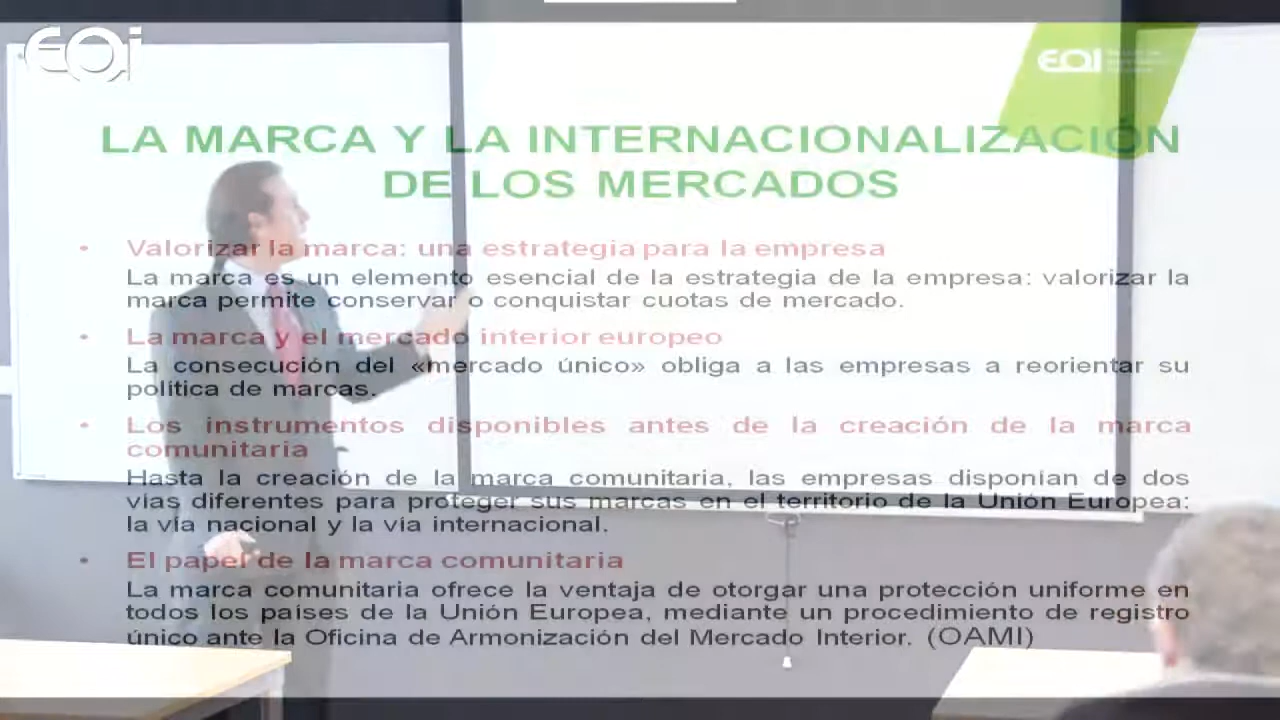 EOi
EOI
LA MARCA Y LA INTERNACIONALIZACIÓN
DE LOS MERCADOS
• Valorizar la marca: una estrategia para la empresa
La marca es un elemento esencial de la estrategia de la empresa: valorizar la
marca permite conservar o conquistar cuotas de mercado.
• La marca y el mercado interior europeo
La consecución del «mercado único» obliga a las empresas a reorientar su
política de marcas.
• Los instrumentos disponibles antes de la creación de la marca
comunitaria
Hasta la creación de la marca comunitaria, las empresas disponían de dos
vías diferentes para proteger sus marcas en el territorio de la Unión Europea:
la vía nacional y la vía internacional.
• El papel de la marca comunitaria
La marca comunitaria ofrece la ventaja de otorgar una protección uniforme en
todos los países de la Unión Europea, mediante un procedimiento de registro
único ante la Oficina de Armonización del Mercado Interior. (OAMI)